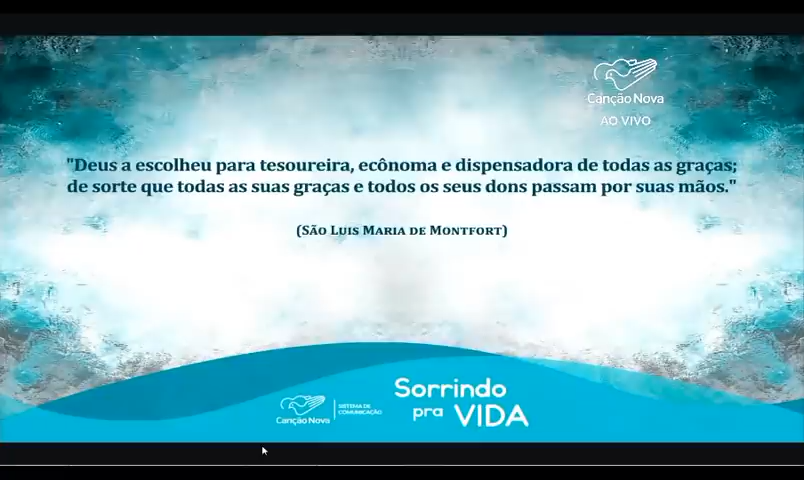 Canção Nova
AO VIVO
"Deus a escolheu para tesoureira, ecônoma e dispensadora de todas as graças;
de sorte que todas as suas graças e todos os seus dons passam por suas mãos."
(São Luis Maria de Montfort)
Canção Nova
SISTEMA DE
COMUNICAÇÃO
Sorrindo
pra VIDA